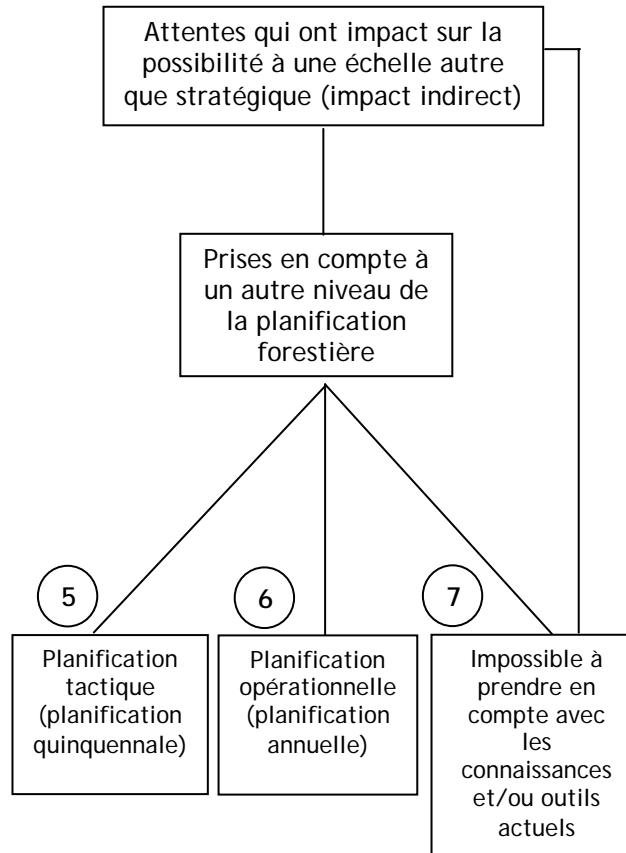 Attentes qui ont impact sur la
possibilité à une échelle autre
que stratégique (impact indirect)
Prises en compte à
un autre niveau de
la planification
forestière
5
Planification
tactique
(planification
quinquennale)
6
Planification
opérationnelle
(planification
annuelle)
7
Impossible à
prendre en
compte avec
les
connaissances
et/ou outils
actuels